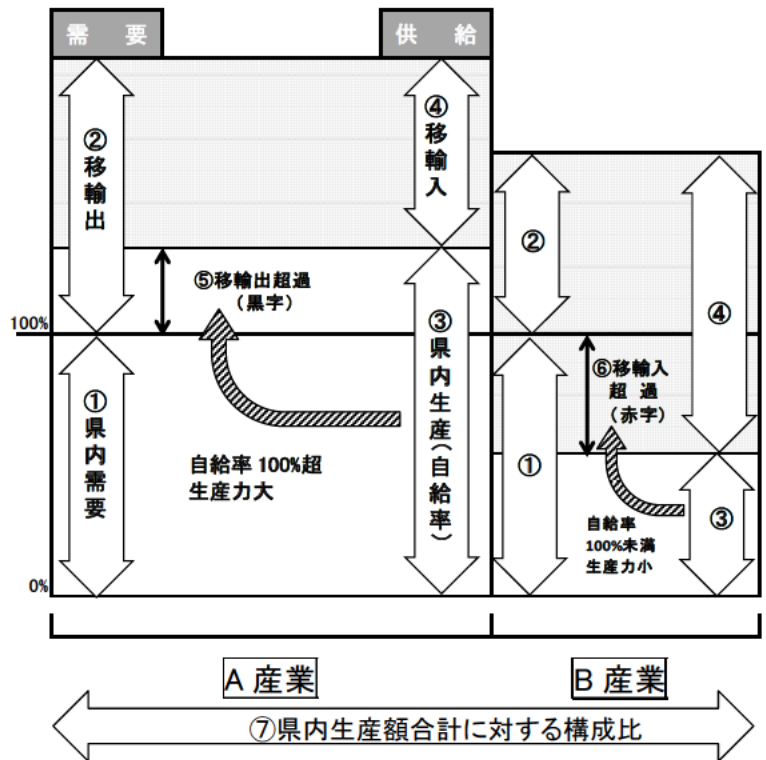 需 要
供 給
②移輸出
④移輸入
⑤移輸出超過
（黒字）
②
③県内生産（自給率）
④
100%
①県内需要
⑥移輸入
超 過
（赤字）
自給率 100%超
生産力大
①
③
自給率
100%未満
生産力小
0%
A 産業
B 産業
⑦県内生産額合計に対する構成比